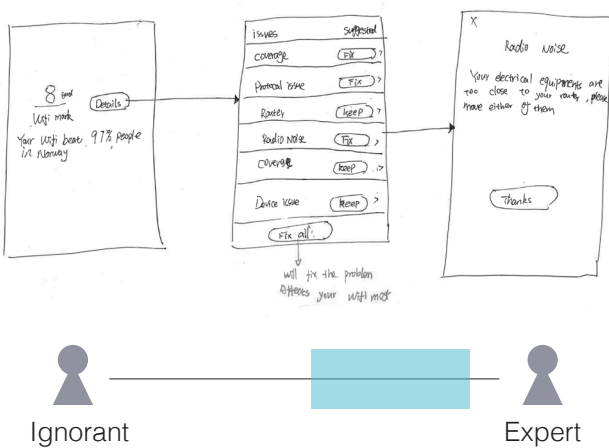 8 good
Wifi mark
Details
Your Wifi beat 97% people
in Norway
issues Suggested
coverage Fix >
Protocal issue Fix >
Router keep >
Radio Noise Fix >
coverage keep >
Device issue keep >
Fix all
will fix the problem
Affects your wifi most
X
Radio Noise
Your electrical equipments are
too close to your router, please
move either of them
Thanks
Ignorant
Expert